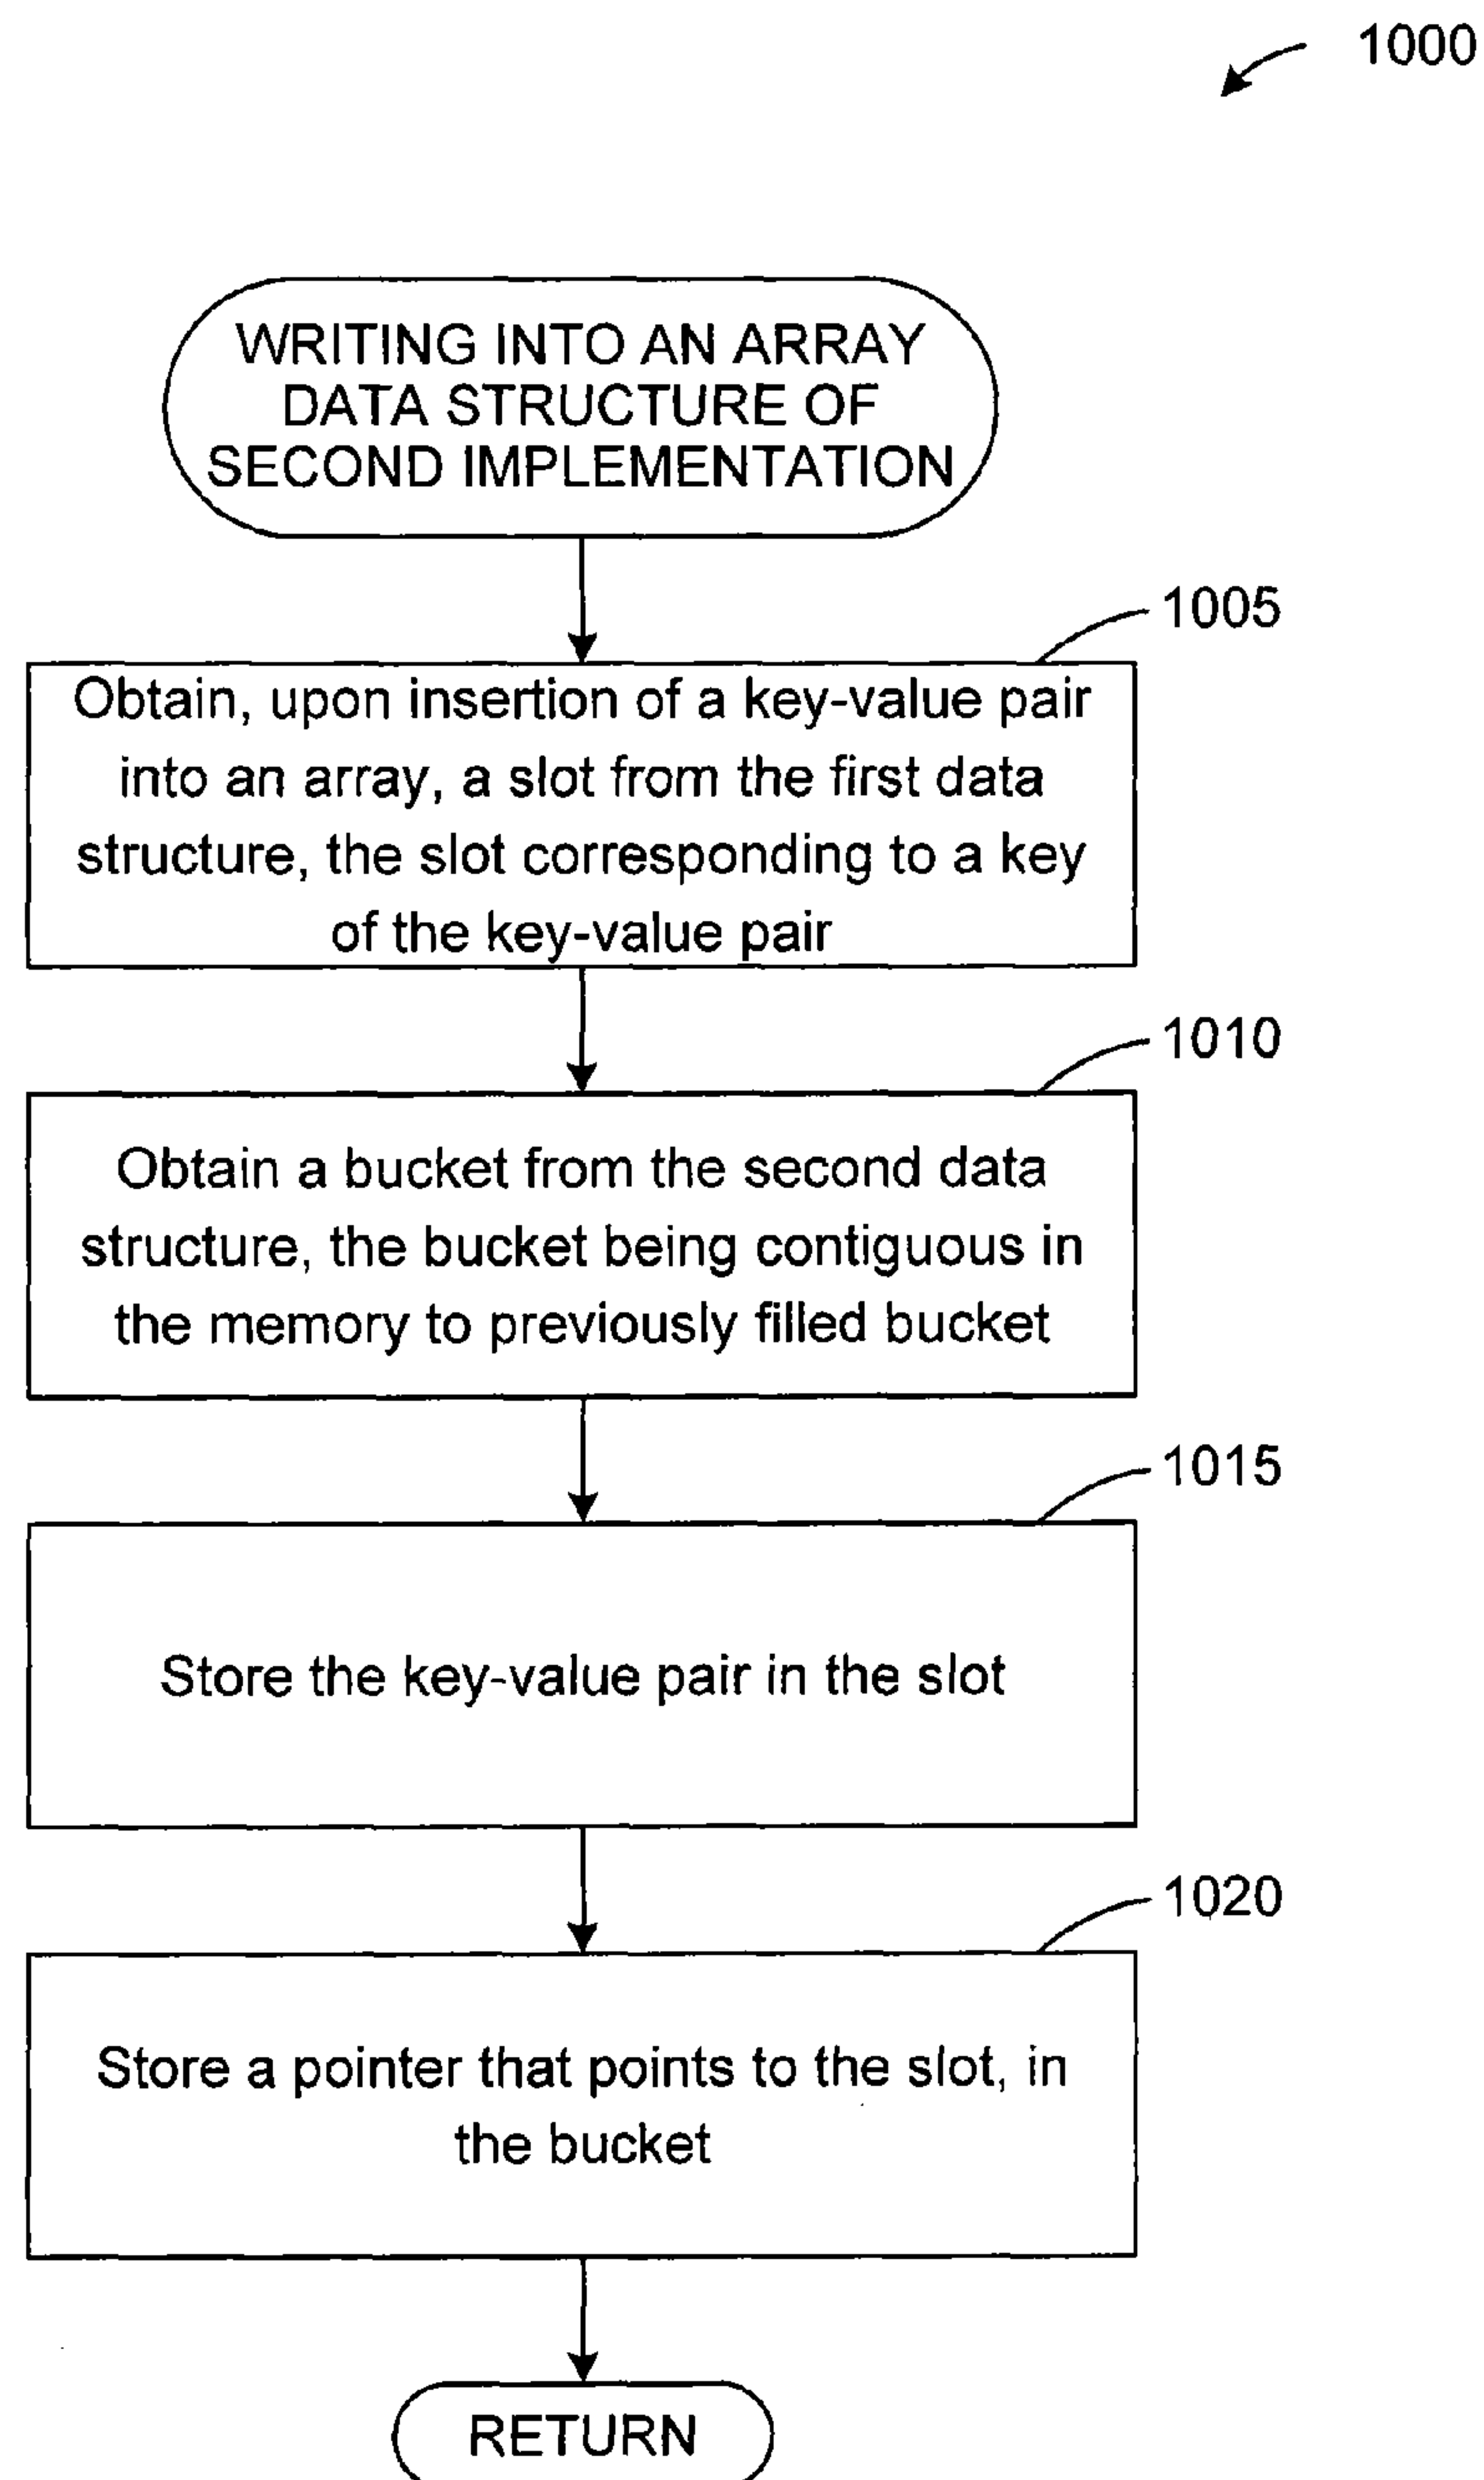 1000
WRITING INTO AN ARRAY
DATA STRUCTURE OF
SECOND IMPLEMENTATION
1005
Obtain, upon insertion of a key-value pair
into an array, a slot from the first data
structure, the slot corresponding to a key
of the key-value pair
1010
Obtain a bucket from the second data
structure, the bucket being contiguous in
the memory to previously filled bucket
1015
Store the key-value pair in the slot
1020
Store a pointer that points to the slot, in
the bucket
RETURN